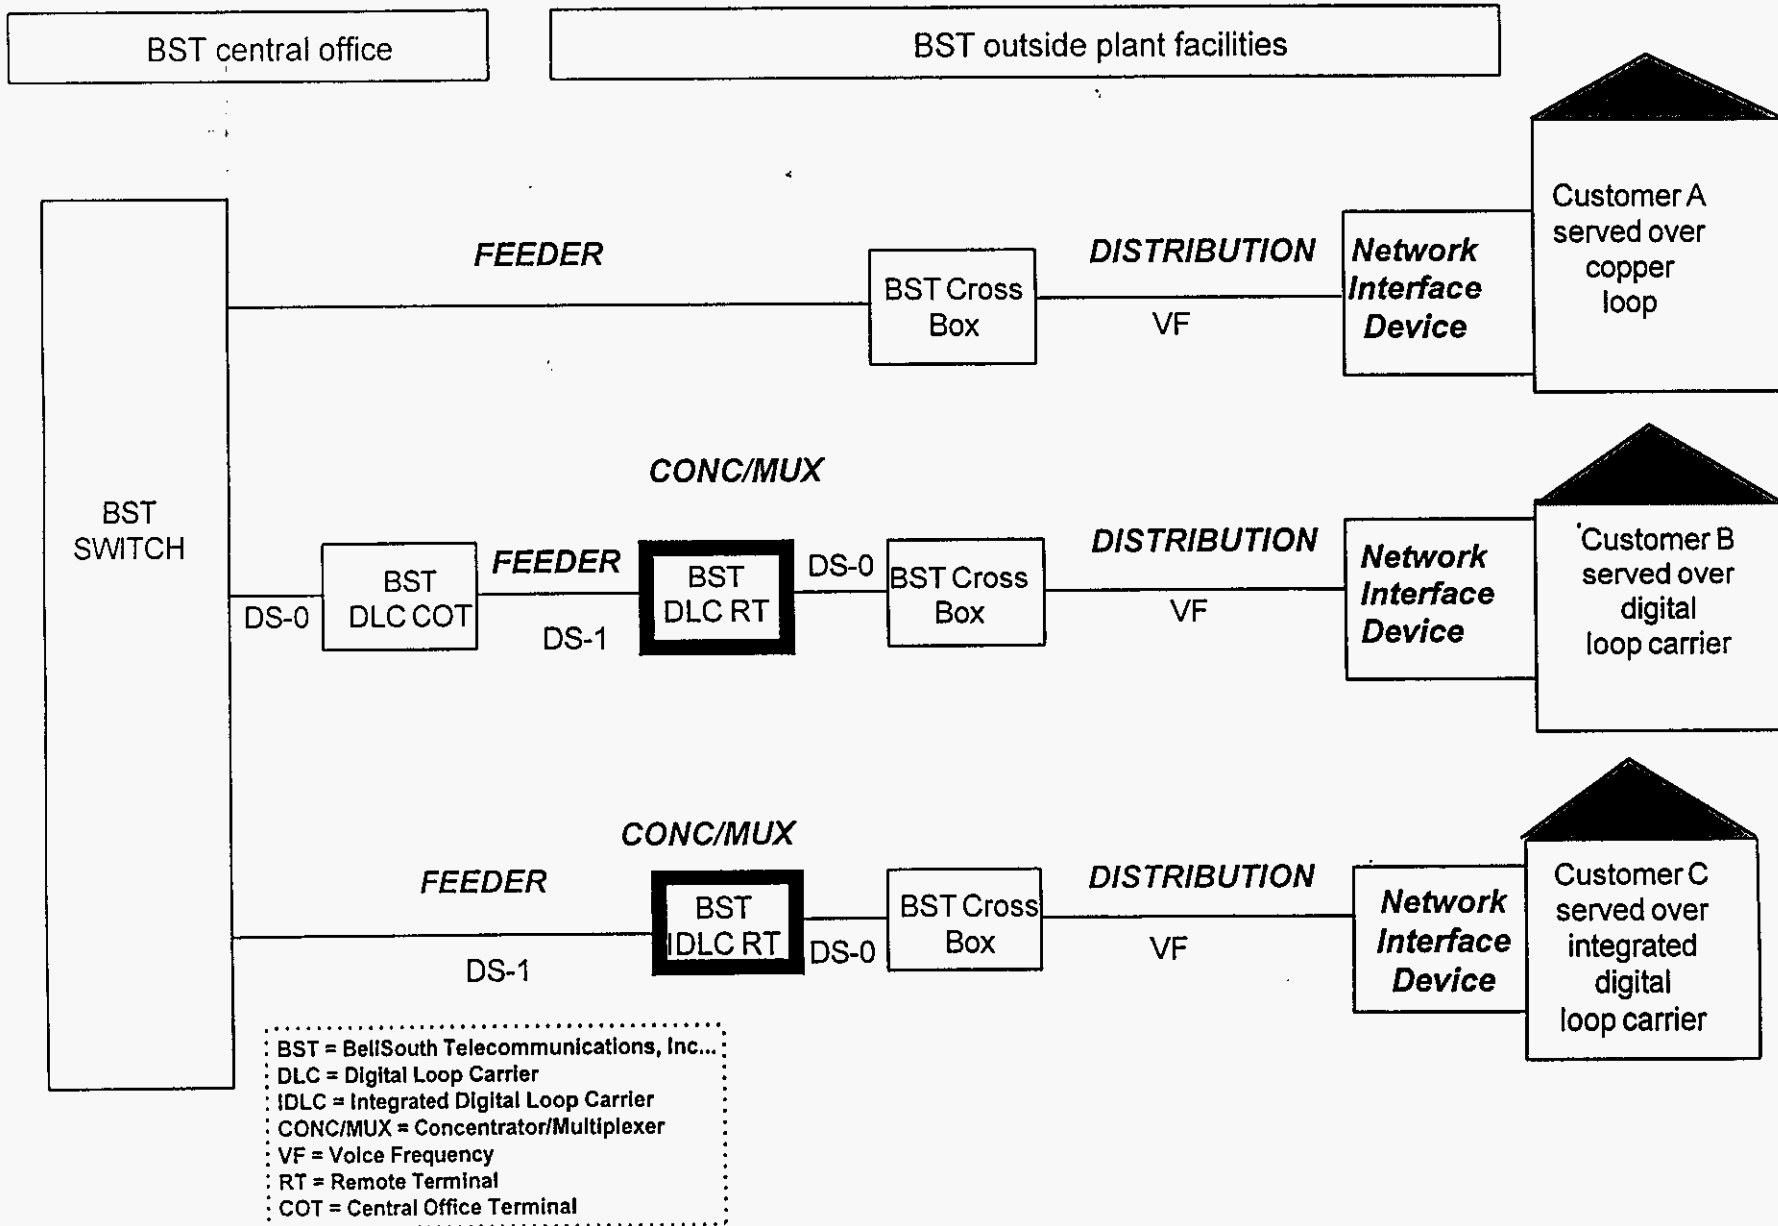 BST central office
BST outside plant facilities
Customer A
served over
copper
loop
FEEDER
DISTRIBUTION
Network
Interface
Device
BST Cross
Box
VF
CONC/MUX
BST
SWITCH
FEEDER
DS-0
DISTRIBUTION
Network
Interface
Device
Customer B
served over
digital
loop carrier
BST
DLC COT
BST
DLC RT
BST Cross
Box
DS-0
DS-1
VF
CONC/MUX
FEEDER
DISTRIBUTION
BST
IDLC RT
BST Cross
Box
Network
Interface
Device
Customer C
served over
integrated
digital
loop carrier
DS-1
DS-0
VF
BST = BellSouth Telecommunications, Inc...
DLC = Digital Loop Carrier
IDLC = Integrated Digital Loop Carrier
CONC/MUX = Concentrator/Multiplexer
VF = Voice Frequency
RT = Remote Terminal
COT = Central Office Terminal